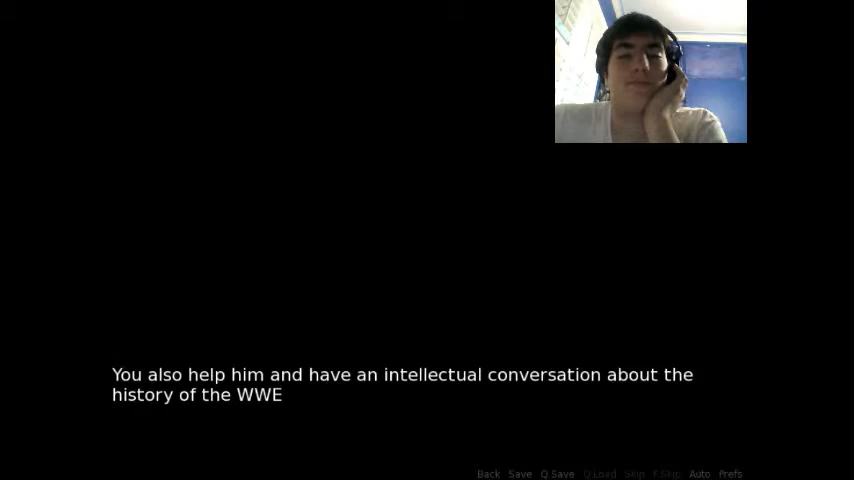 You also help him and have an intellectual conversation about the
history of the WWE
Back Save Q.Save Q.Load Skip F.Skip Auto Prefs